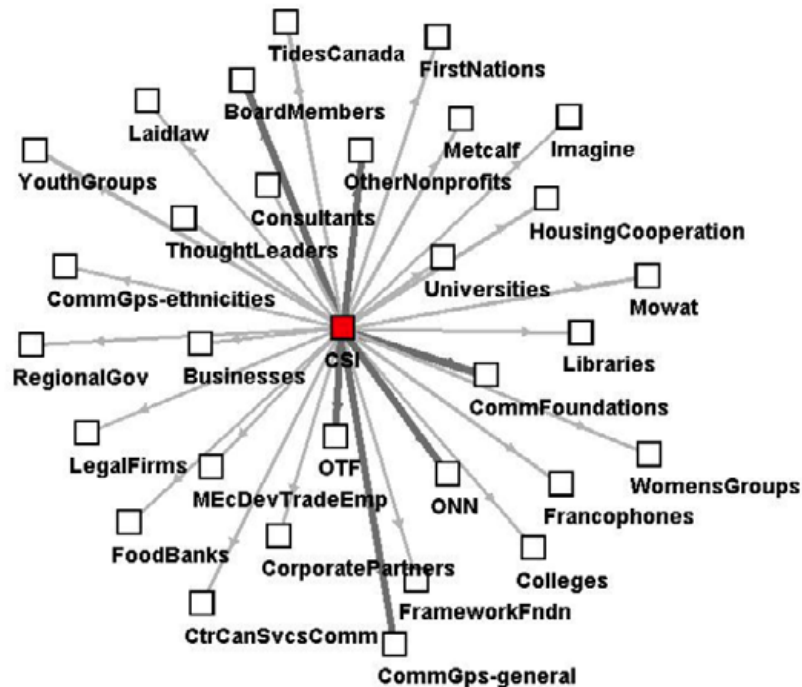 TidesCanada
FirstNations
BoardMembers
Laidlaw
Metcalf
Imagine
YouthGroups
OtherNonprofits
Consultants
HousingCooperation
ThoughtLeaders
CommGps-ethnicities
Universities
Mowat
RegionalGov
Businesses
CSI
Libraries
CommFoundations
LegalFirms
OTF
WomensGroups
MEcDevTradeEmp
ONN
Francophones
FoodBanks
CorporatePartners
Colleges
FrameworkFndn
CtrCanSvcsComm
CommGps-general